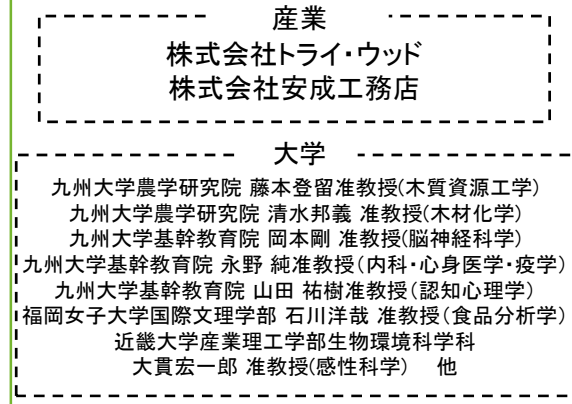 産業
株式会社トライ・ウッド
株式会社安成工務店
大学
九州大学農学研究院 藤本登留准教授(木質資源工学)
九州大学農学研究院 清水邦義 准教授(木材化学)
九州大学基幹教育院 岡本剛 准教授(脳神経科学)
九州大学基幹教育院 永野 純准教授(内科・心身医学・疫学)
九州大学基幹教育院 山田 祐樹准教授(認知心理学)
福岡女子大学国際文理学部 石川洋哉 准教授(食品分析学)
近畿大学産業理工学部生物環境科学科
大貫宏一郎 准教授(感性科学) 他